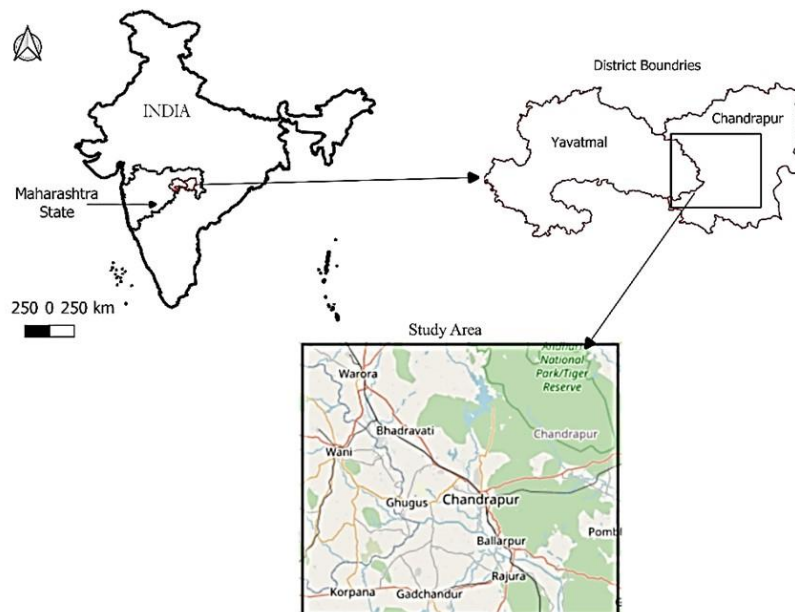 INDIA
Maharashtra
State
250 0 250 km
District Boundries
Chandrapur
Yavatmal
Study Area
National
Park/Tiger
Reserve
Warora
Bhadravati
Chandrapur
Wani
Ghugus
Chandrapur
Pombl
Ballarpur
Rajura
Korpana
Gadchandur